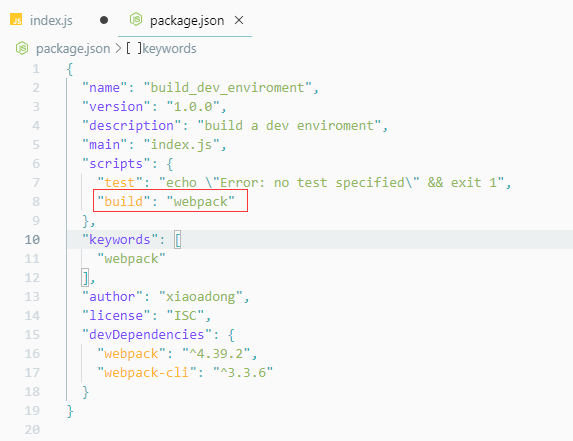 JS index.js ● JS package.json ×
JS package.json > [ ]keywords
1 {
2 "name": "build_dev_enviroment",
3 "version": "1.0.0",
4 "description": "build a dev enviroment",
5 "main": "index.js",
6 "scripts": {
7 "test": "echo \"Error: no test specified\" && exit 1",
8 "build": "webpack"
9 },
10 "keywords": [
11 "webpack"
12 ],
13 "author": "xiaoadong",
14 "license": "ISC",
15 "devDependencies": {
16 "webpack": "^4.39.2",
17 "webpack-cli": "^3.3.6"
18 }
19 }
20